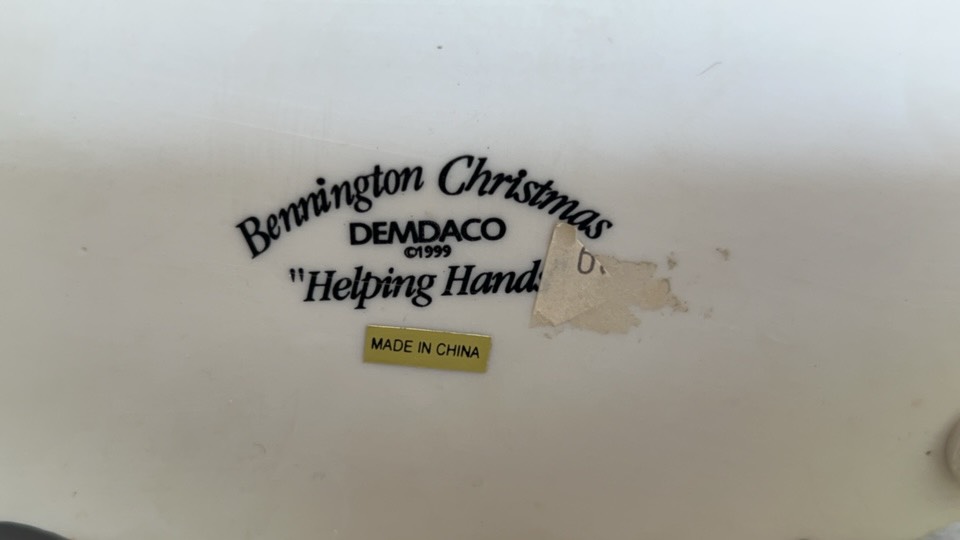 Bennington Christmas
DEMDACO
©1999
"Helping Hands
MADE IN CHINA